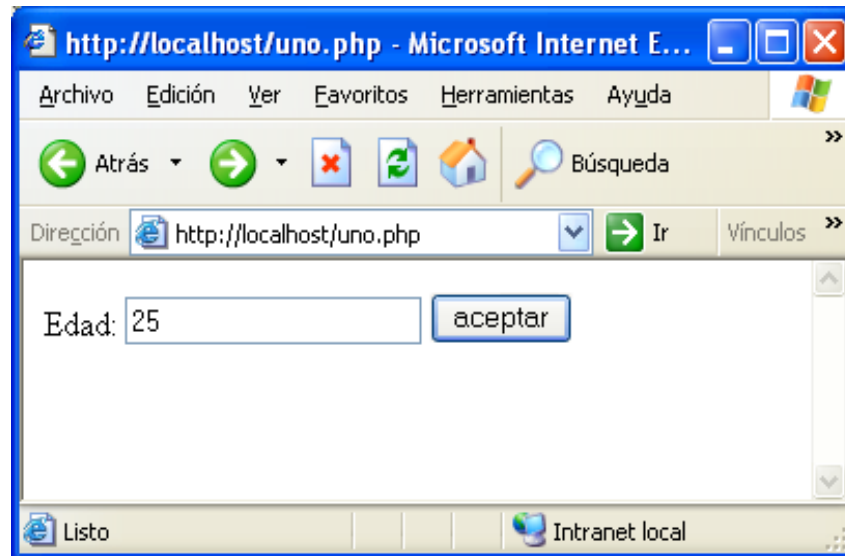 http://localhost/uno.php - Microsoft Internet E...
Archivo Edición Ver Favoritos Herramientas Ayuda
Atrás Búsqueda »
Dirección http://localhost/uno.php Ir Vínculos »
Edad: 25 aceptar
Listo Intranet local